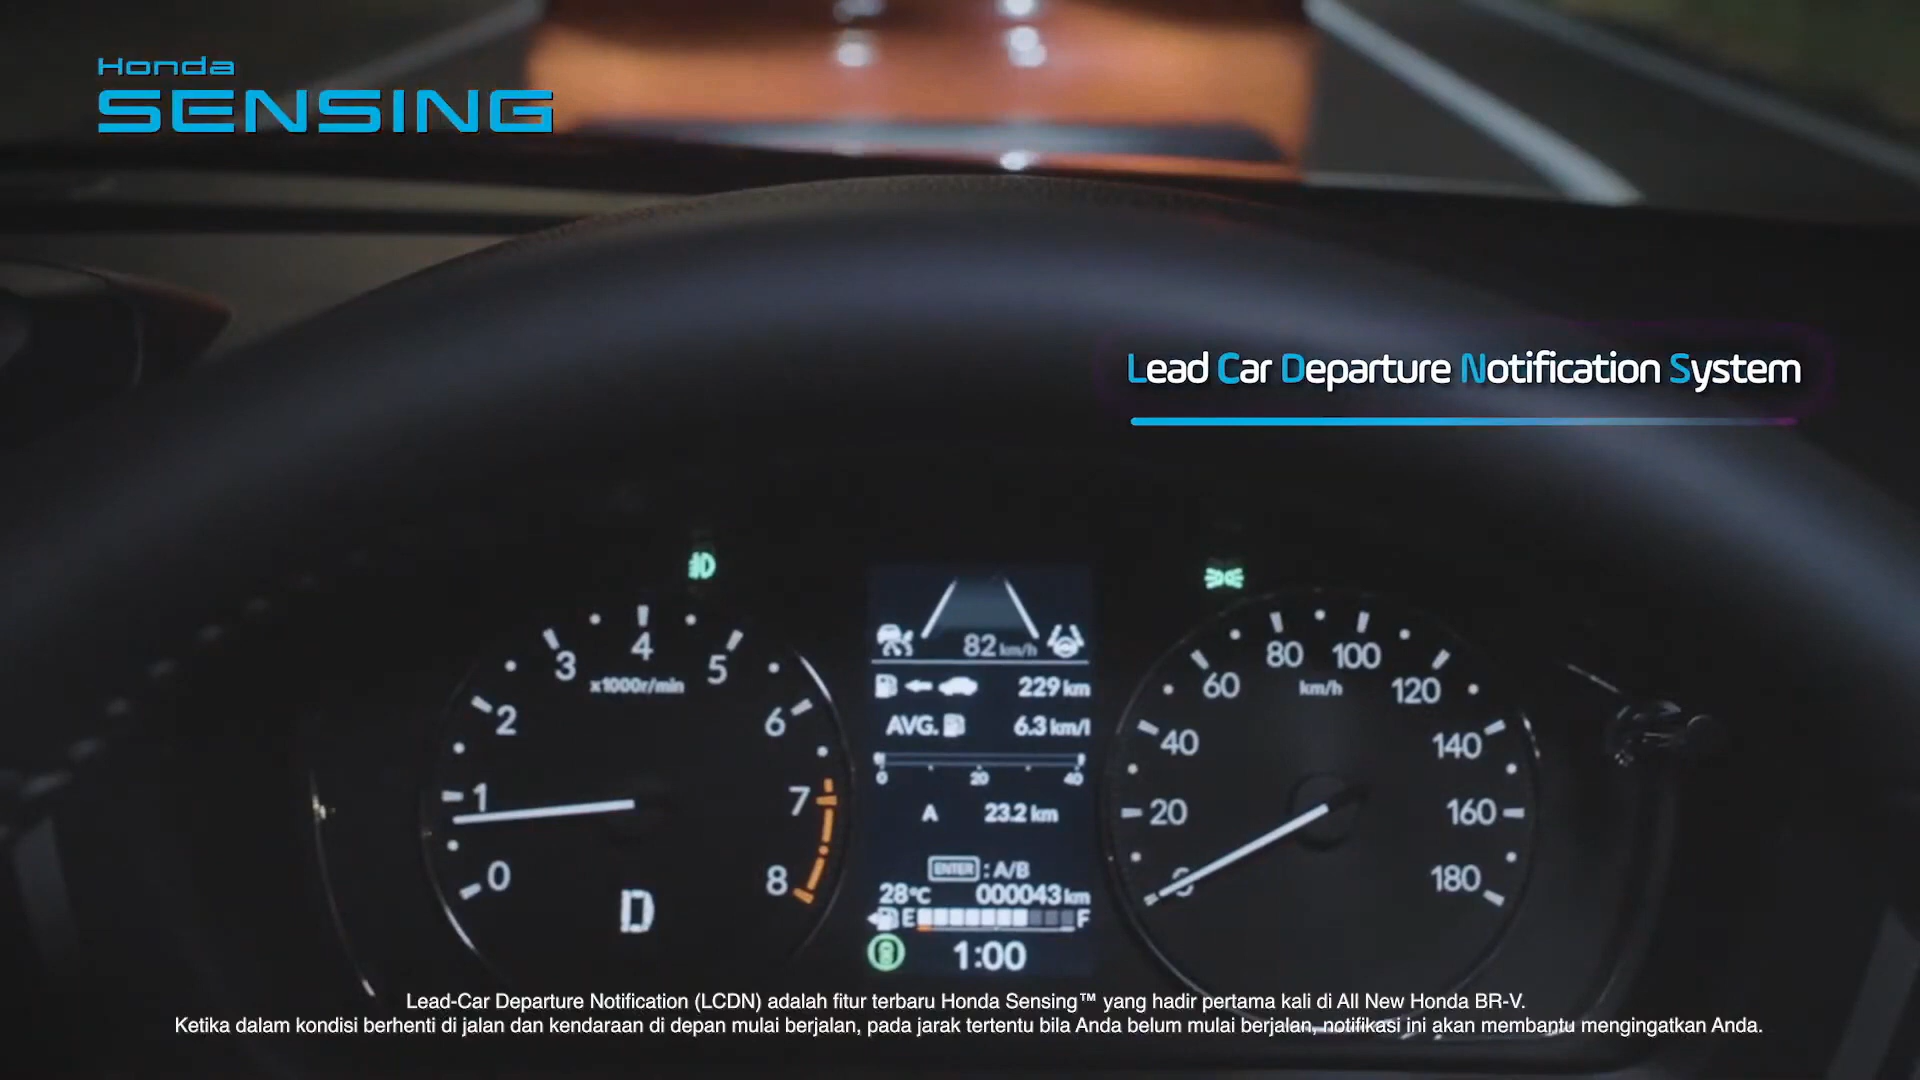 Honda
SENSING
Lead Car Departure Notification System
4
3
5
x1000r/min
2
6
1
7
0
8
D
82 km/h
229 km
AVG. 6.3 km/l
0 20 40
A 23.2 km
ENTER : A/B
28°C 000043 km
E F
1:00
80 100
60 km/h 120
40 140
20 160
0 180
Lead-Car Departure Notification (LCDN) adalah fitur terbaru Honda Sensing™ yang hadir pertama kali di All New Honda BR-V.
Ketika dalam kondisi berhenti di jalan dan kendaraan di depan mulai berjalan, pada jarak tertentu bila Anda belum mulai berjalan, notifikasi ini akan membantu mengingatkan Anda.